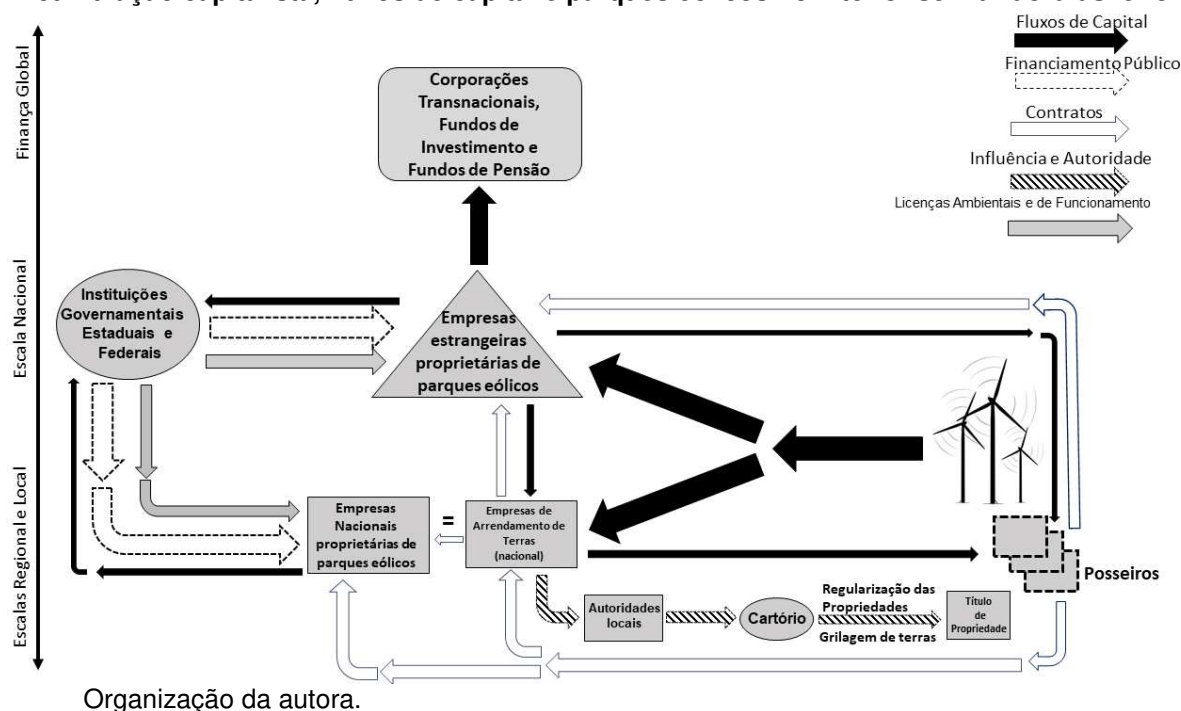 Fluxos de Capital
Financiamento Público
Contratos
Influência e Autoridade
Licenças Ambientais e de Funcionamento
Finança Global
Escala Nacional
Escalas Regional e Local
Corporações
Transnacionais,
Fundos de
Investimento e
Fundos de Pensão
Instituições
Governamentais
Estaduais e
Federais
Empresas
estrangeiras
proprietárias de
parques eólicos
Empresas
Nacionais
proprietárias de
parques eólicos
=
Empresas de
Arrendamento de
Terras
(nacional)
Posseiros
Autoridades
locais
Cartório
Regularização das
Propriedades
Grilagem de terras
Título
de
Propriedade
Organização da autora.